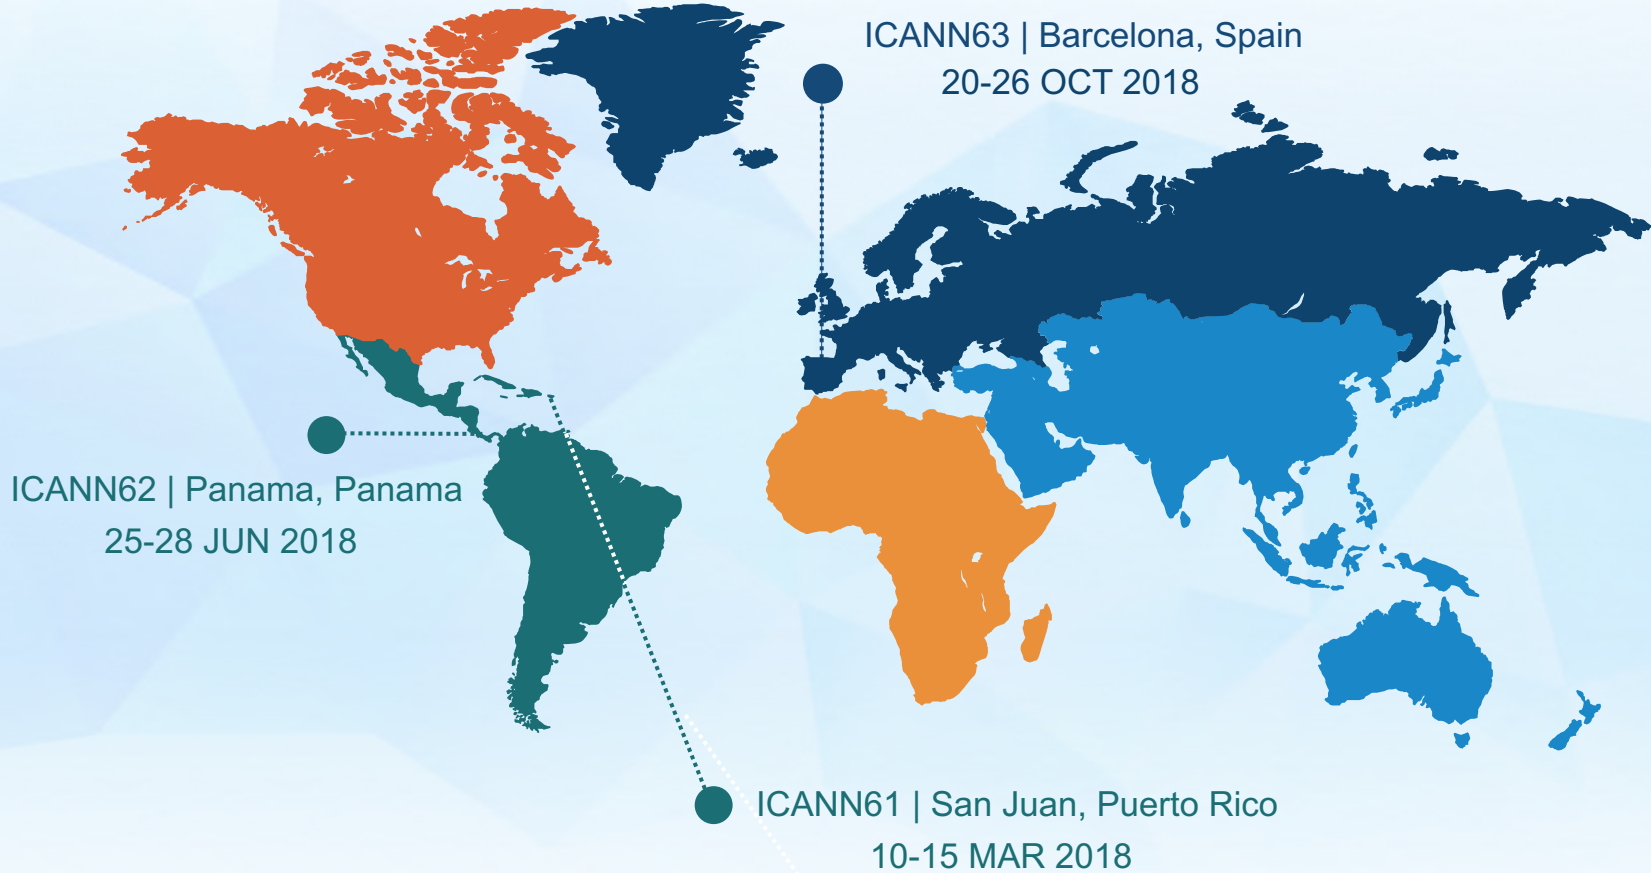 ICANN63 | Barcelona, Spain
20-26 OCT 2018
ICANN62 | Panama, Panama
25-28 JUN 2018
ICANN61 | San Juan, Puerto Rico
10-15 MAR 2018